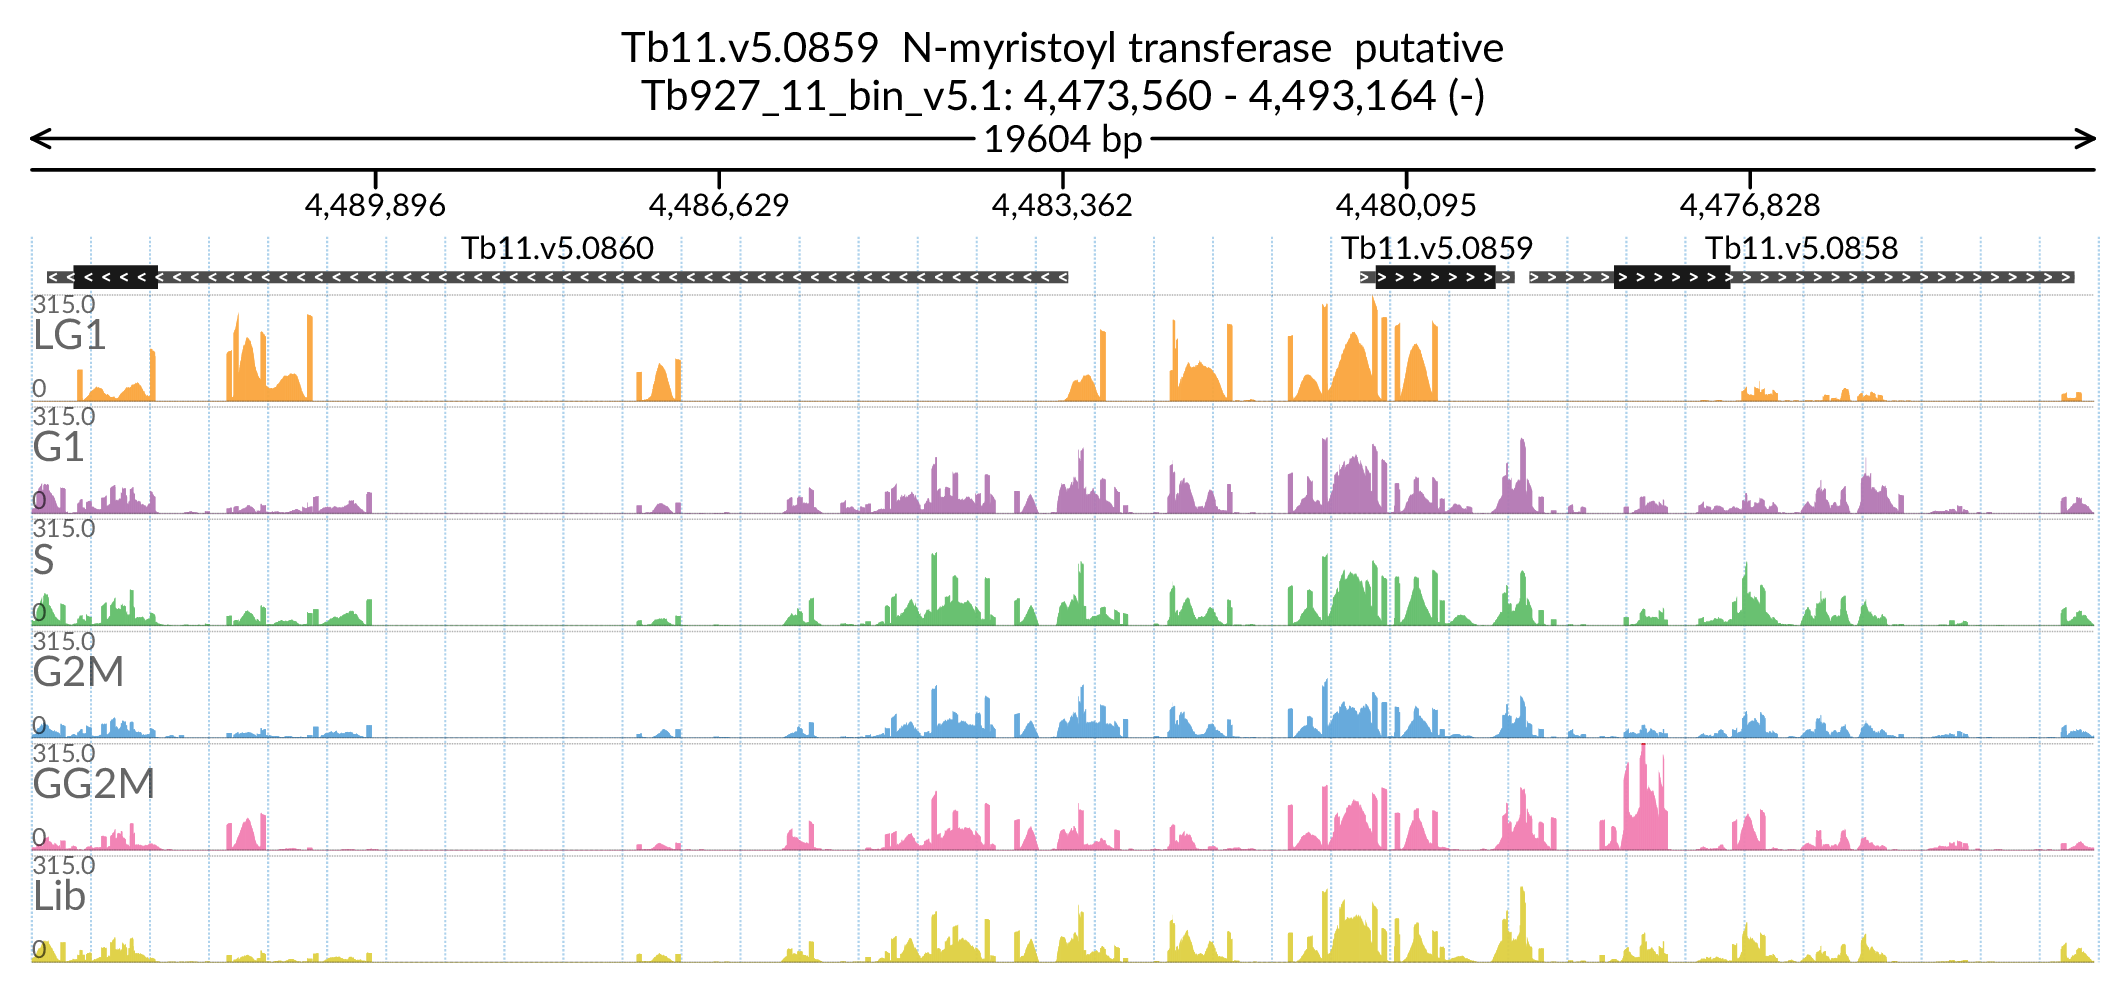 Tb11.v5.0859 N-myristoyl transferase putative
Tb927_11_bin_v5.1: 4,473,560 - 4,493,164 (-)
19604 bp
4,489,896 4,486,629 4,483,362 4,480,095 4,476,828
Tb11.v5.0860 Tb11.v5.0859 Tb11.v5.0858
315.0
LG1
0
315.0
G1
0
315.0
S
0
315.0
G2M
0
315.0
GG2M
0
315.0
Lib
0